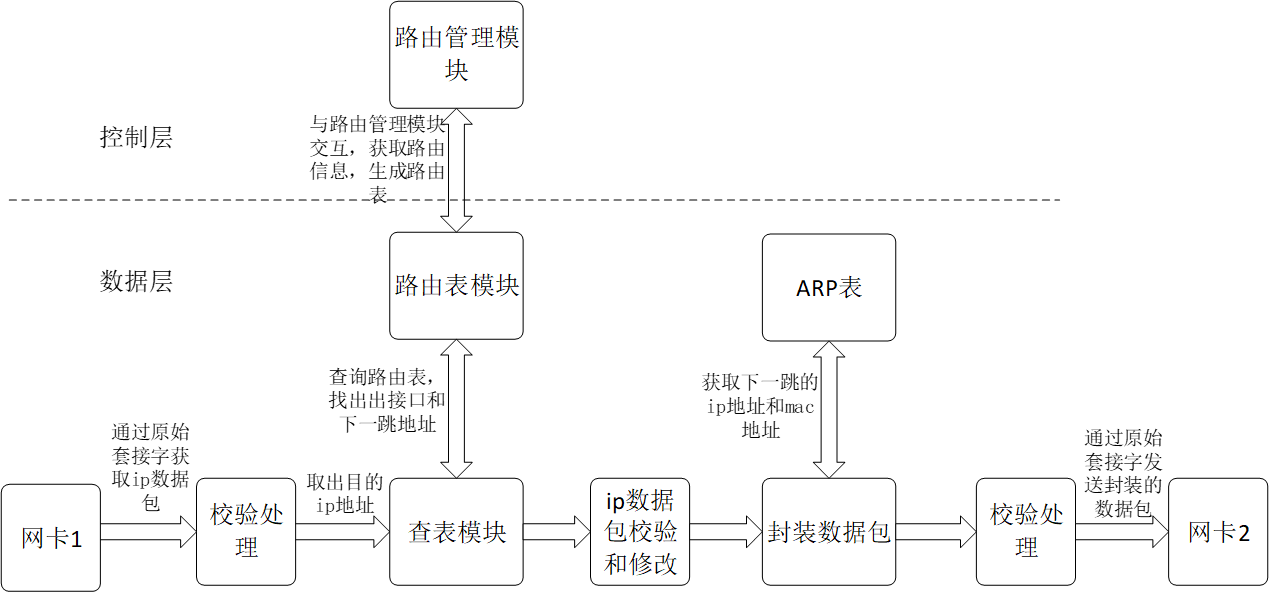 路由管理模
块
控制层
与路由管理模块
交互，获取路由
信息，生成路由
表
数据层
路由表模块
ARP表
查询路由表，
找出出接口和
下一跳地址
获取下一跳的
ip地址和mac
地址
通过原始
套接字获
取ip数据
包
取出目的
ip地址
通过原始
套接字发
送封装的
数据包
网卡1
校验处
理
查表模块
ip数据
包校验
和修改
封装数据包
校验处
理
网卡2